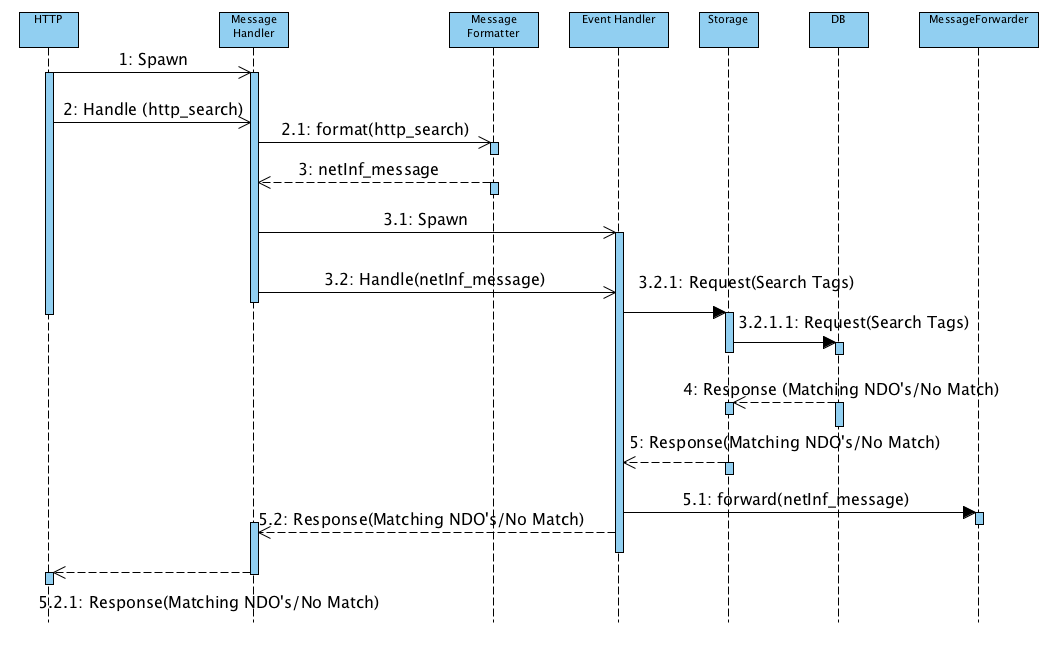 HTTP
Message
Handler
Message
Formatter
Event Handler
Storage
DB
MessageForwarder
1: Spawn
2: Handle (http_search)
2.1: format(http_search)
3: netInf_message
3.1: Spawn
3.2: Handle(netInf_message)
3.2.1: Request(Search Tags)
3.2.1.1: Request(Search Tags)
4: Response (Matching NDO's/No Match)
5: Response(Matching NDO's/No Match)
5.1: forward(netInf_message)
5.2: Response(Matching NDO's/No Match)
5.2.1: Response(Matching NDO's/No Match)